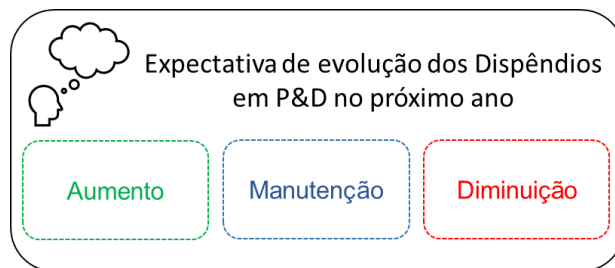 Expectativa de evolução dos Dispêndios
em P&D no próximo ano
Aumento
Manutenção
Diminuição